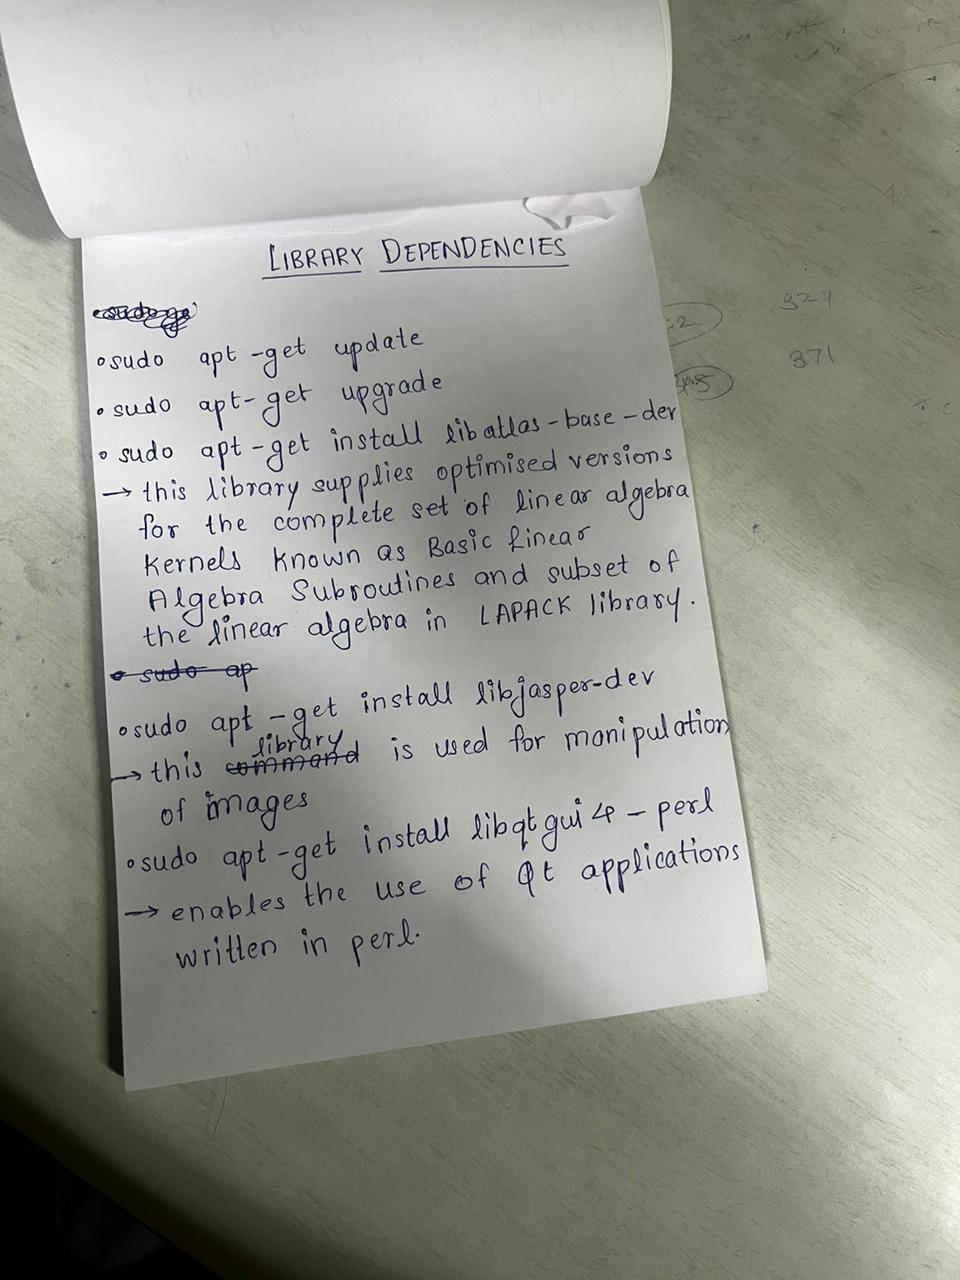 LIBRARY DEPENDENCIES
• sudo apt-get update
• sudo apt-get upgrade
• sudo apt-get install libatlas-base-dev
→ this library supplies optimised versions
for the complete set of linear algebra
kernels known as Basic linear
Algebra Subroutines and subset of
the linear algebra in LAPACK library.
• sudo ap
• sudo apt-get install libjasper-dev
library
→ this command is used for manipulation
of images
• sudo apt-get install libqtgui4-perl
→ enables the use of Qt applications
written in perl.
324
371